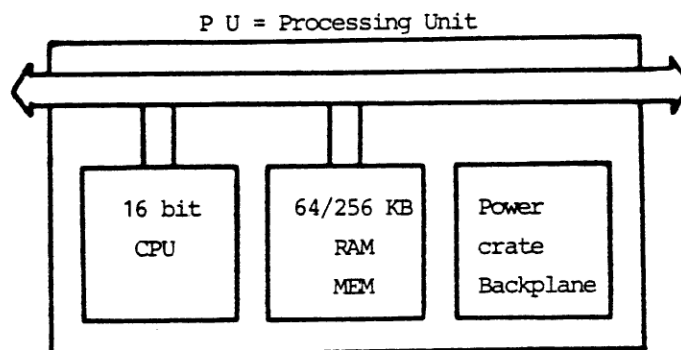 P U = Processing Unit
16 bit
CPU
64/256 KB
RAM
MEM
Power
crate
Backplane